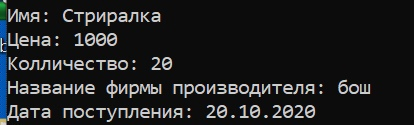 Имя: Стриралка
Цена: 1000
Колличество: 20
Название фирмы производителя: бош
Дата поступления: 20.10.2020